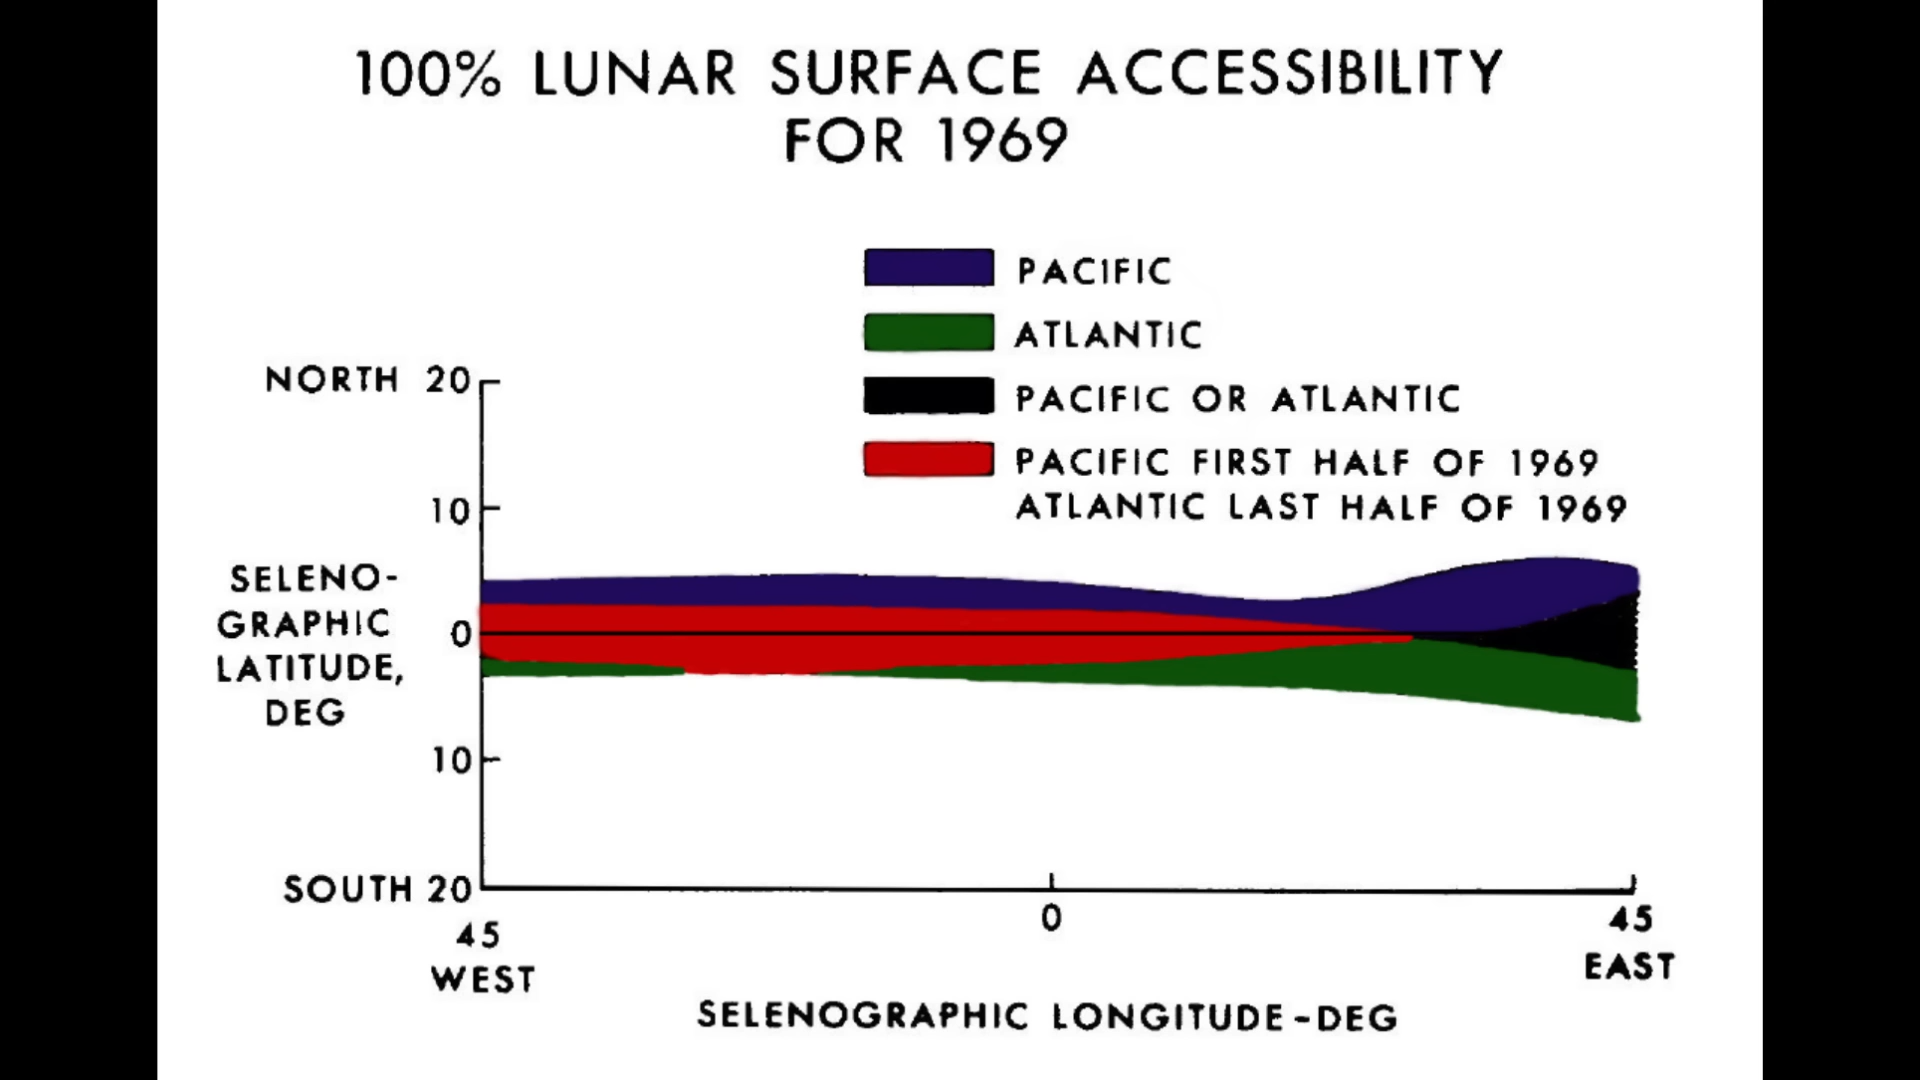 100% LUNAR SURFACE ACCESSIBILITY
FOR 1969
PACIFIC
ATLANTIC
PACIFIC OR ATLANTIC
PACIFIC FIRST HALF OF 1969
ATLANTIC LAST HALF OF 1969
NORTH 20
10
SELENO-
GRAPHIC
LATITUDE,
DEG
0
10
SOUTH 20
45
WEST
0
45
EAST
SELENOGRAPHIC LONGITUDE-DEG